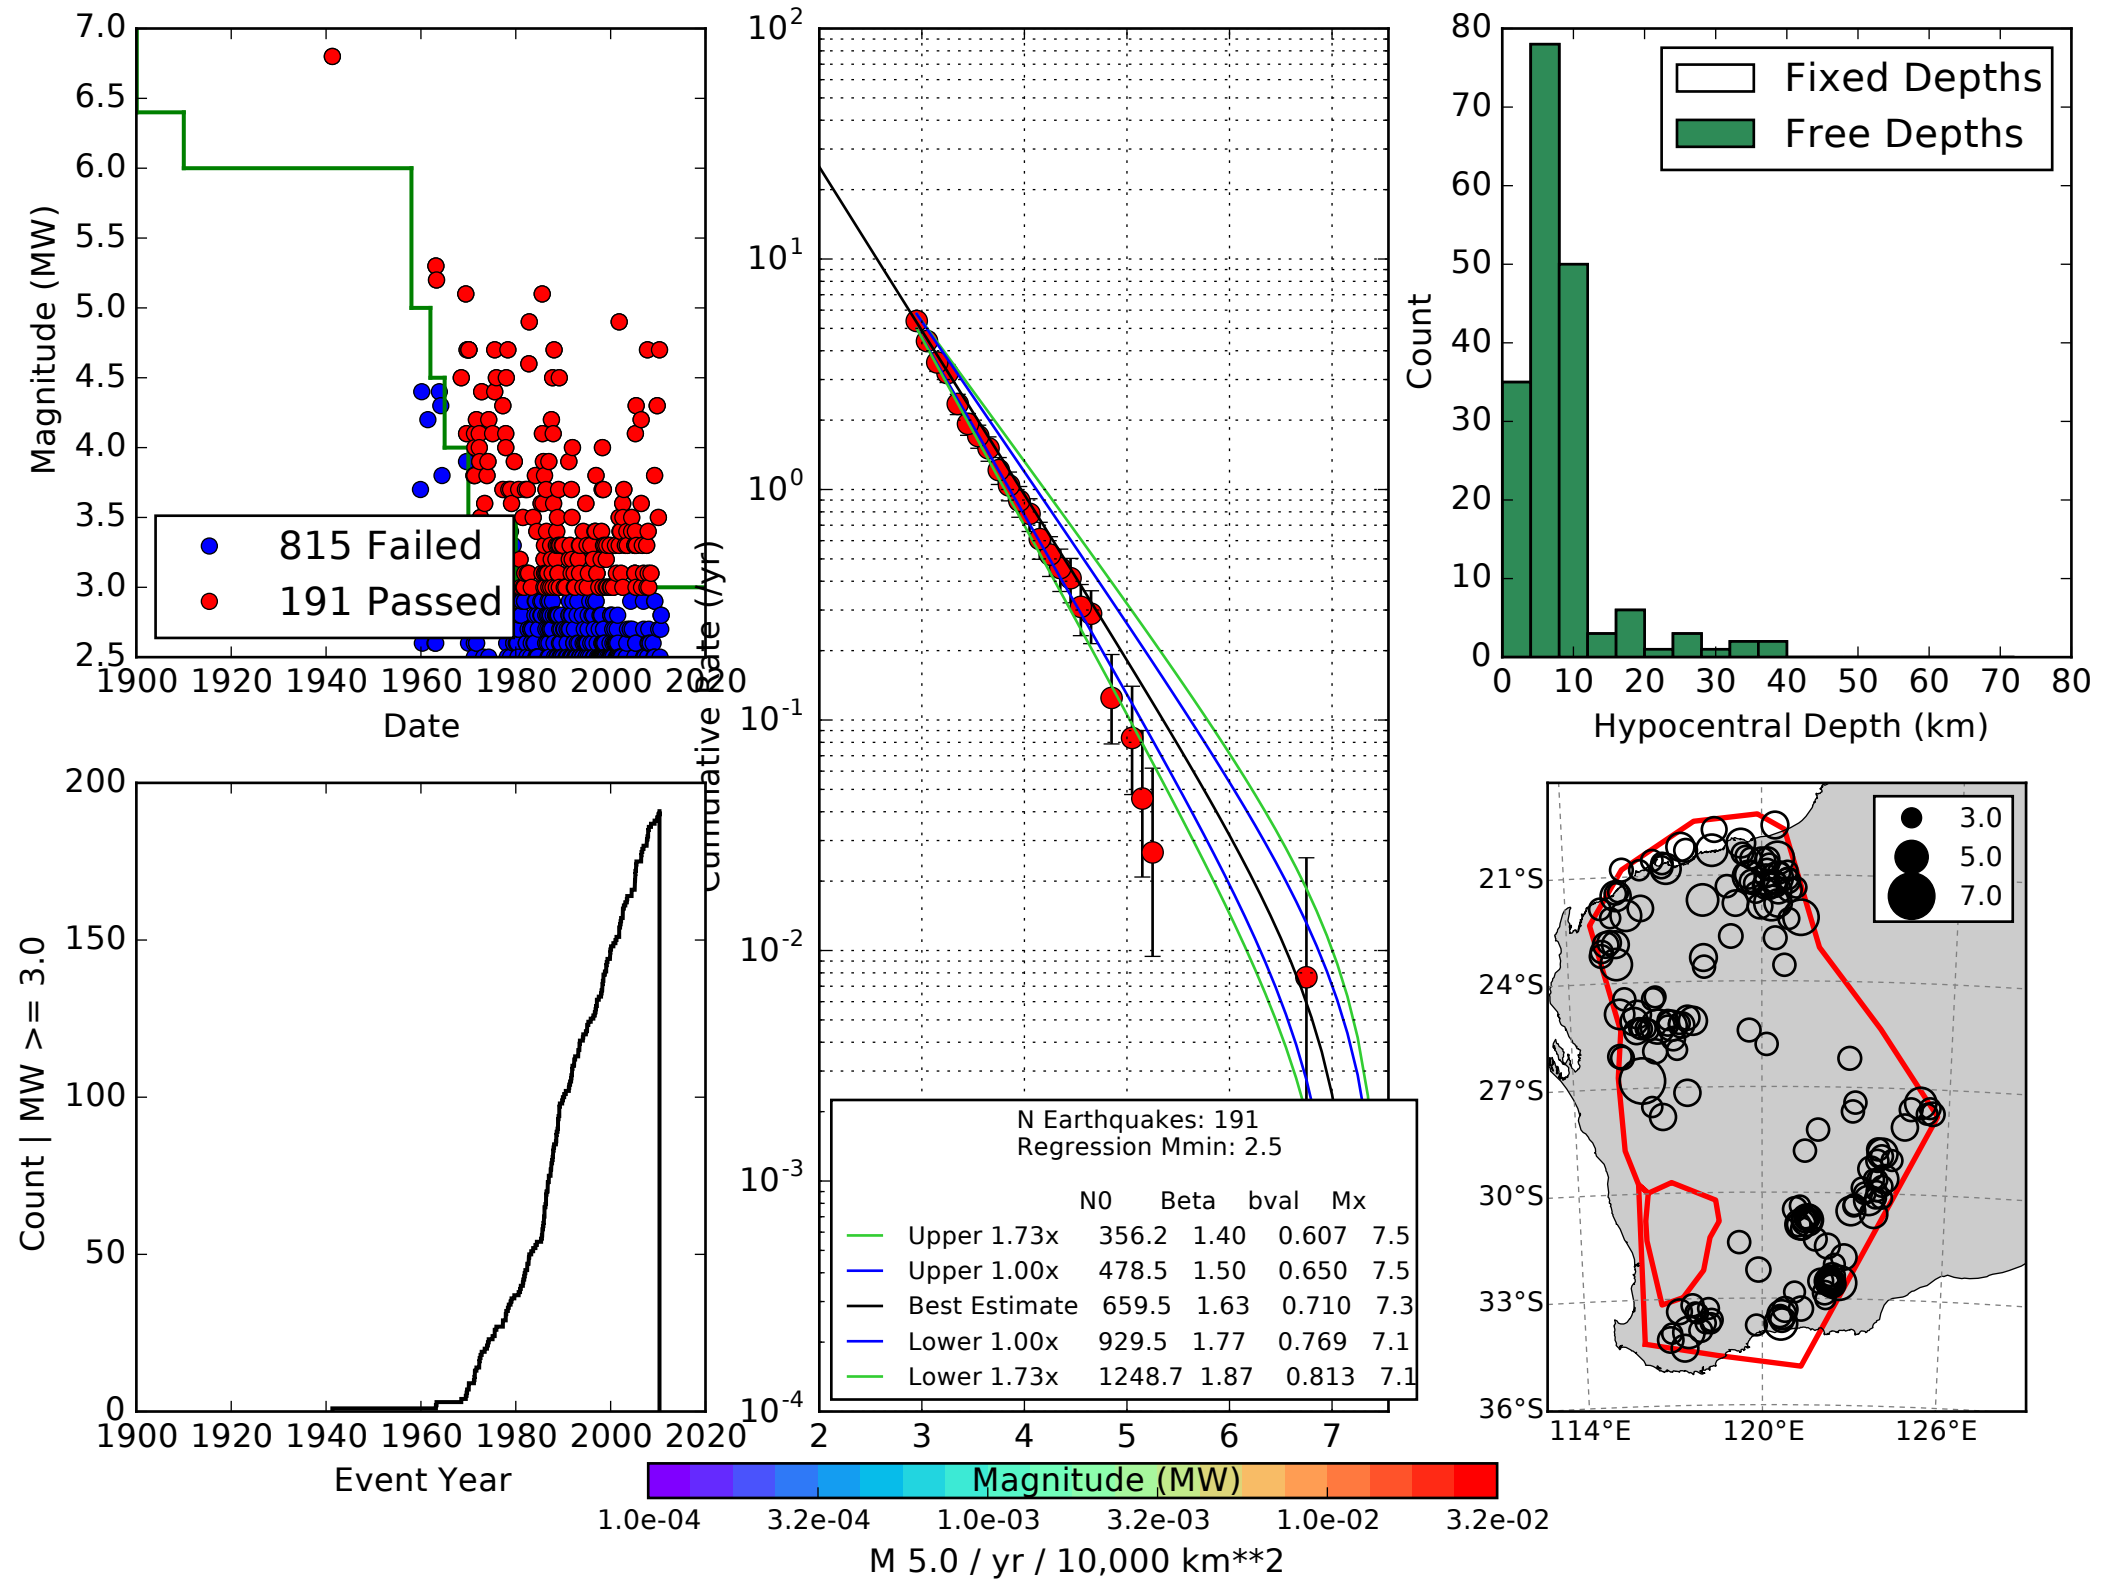 7.0
6.5
6.0
5.5
5.0
4.5
4.0
3.5
3.0
2.5
Magnitude (MW)
815 Failed
191 Passed
1900 1920 1940 1960 1980 2000 2020
Date
200
150
100
50
0
Count | MW >= 3.0
1900 1920 1940 1960 1980 2000 2020
Event Year
10^2
10^1
10^0
10^-1
10^-2
10^-3
10^-4
Cumulative Rate (/yr)
N Earthquakes: 191
Regression Mmin: 2.5
N0 Beta bval Mx
Upper 1.73x 356.2 1.40 0.607 7.5
Upper 1.00x 478.5 1.50 0.650 7.5
Best Estimate 659.5 1.63 0.710 7.3
Lower 1.00x 929.5 1.77 0.769 7.1
Lower 1.73x 1248.7 1.87 0.813 7.1
2 3 4 5 6 7
Magnitude (MW)
80
70
60
50
40
30
20
10
0
Count
Fixed Depths
Free Depths
0 10 20 30 40 50 60 70 80
Hypocentral Depth (km)
3.0
5.0
7.0
21°S
24°S
27°S
30°S
33°S
36°S
114°E 120°E 126°E
1.0e-04 3.2e-04 1.0e-03 3.2e-03 1.0e-02 3.2e-02
M 5.0 / yr / 10,000 km**2